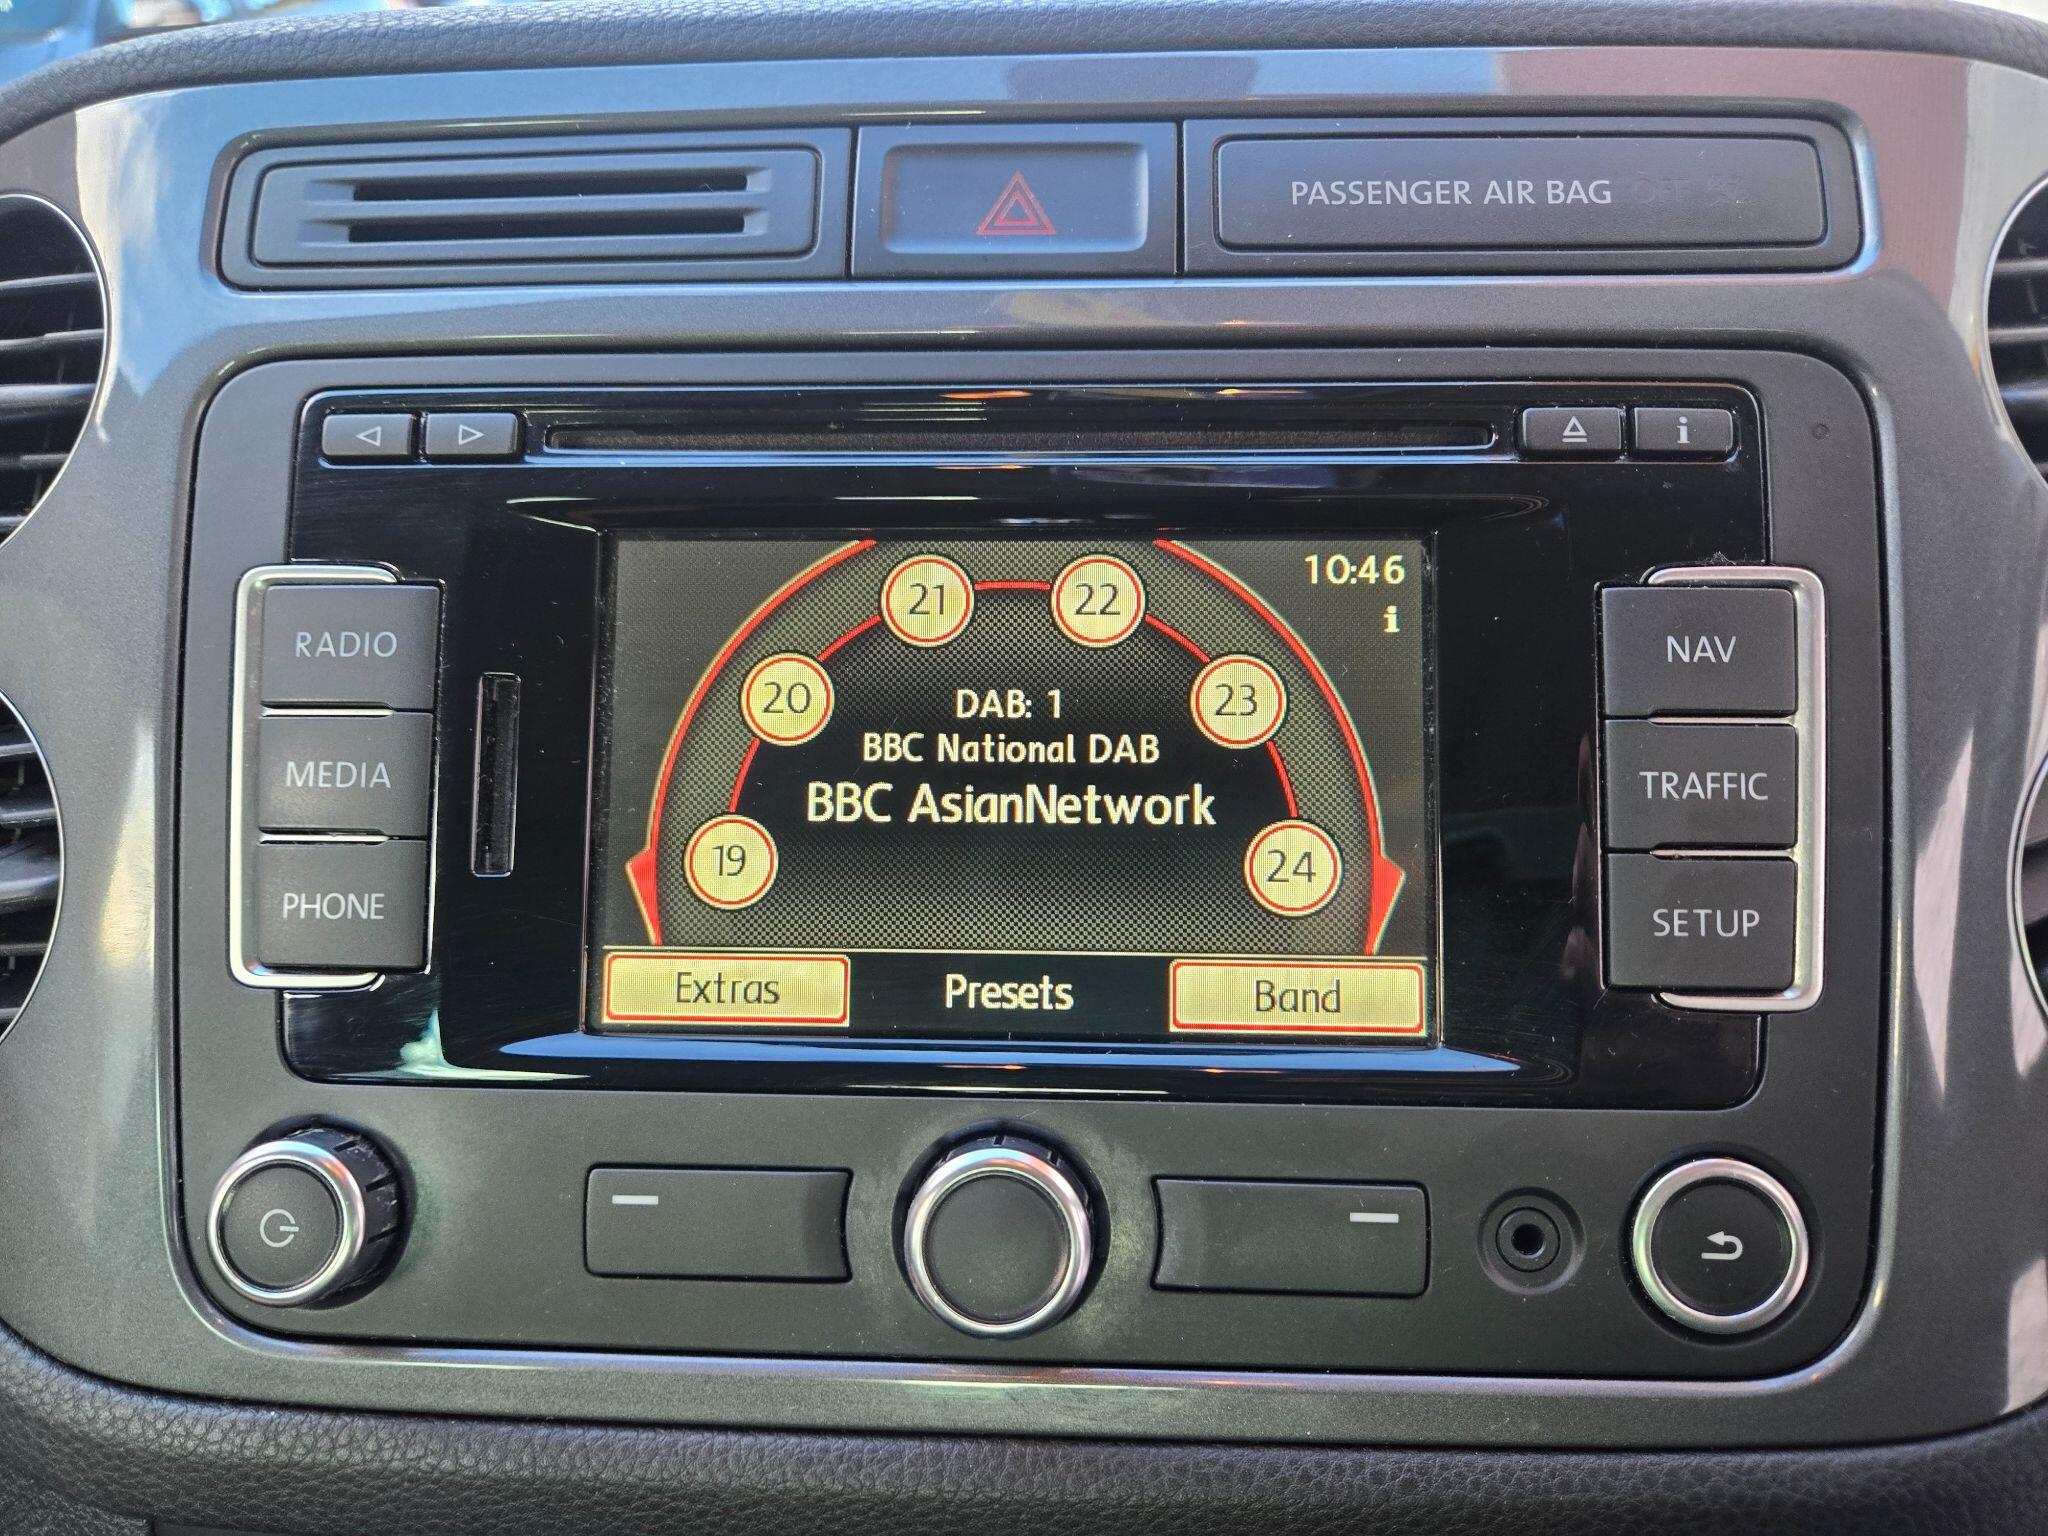 PASSENGER AIR BAG OFF
i
10:46
i
21
22
20
23
19
24
DAB: 1
BBC National DAB
BBC AsianNetwork
Extras
Presets
Band
RADIO
MEDIA
PHONE
NAV
TRAFFIC
SETUP